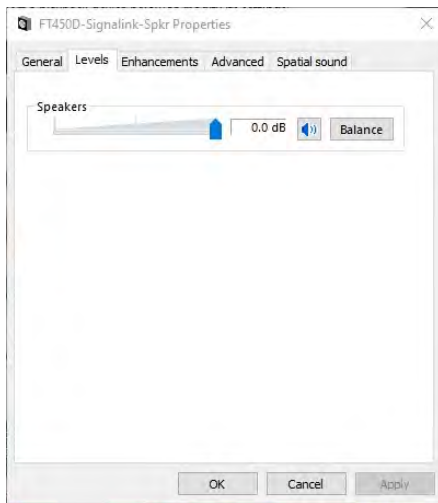 FT450D-Signalink-Spkr Properties
General Levels Enhancements Advanced Spatial sound
Speakers
0.0 dB Balance
OK Cancel Apply